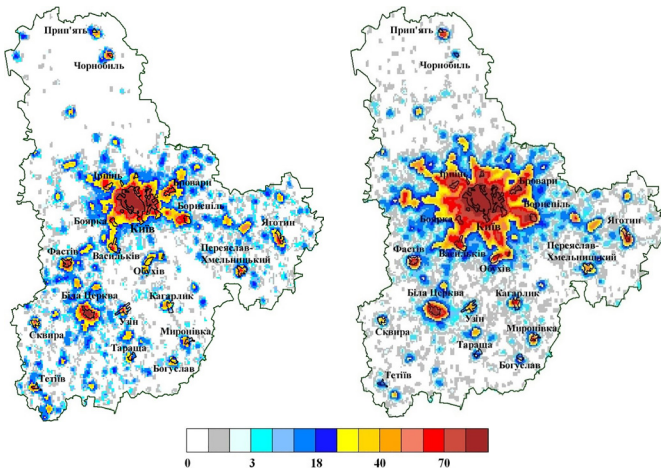 Прип'ять
Чорнобиль
Ірпінь
Бровари
Бориспіль
Боярка
Київ
Яготин
Васильків
Переяслав-
Хмельницький
Фастів
Обухів
Біла Церква
Кагарлик
Узін
Сквира
Миронівка
Тараща
Богуслав
Тетіїв
Прип'ять
Чорнобиль
Ірпінь
Бровари
Бориспіль
Боярка
Київ
Яготин
Васильків
Переяслав-
Хмельницький
Фастів
Обухів
Біла Церква
Кагарлик
Узін
Сквира
Миронівка
Тараща
Богуслав
Тетіїв
0 3 18 40 70